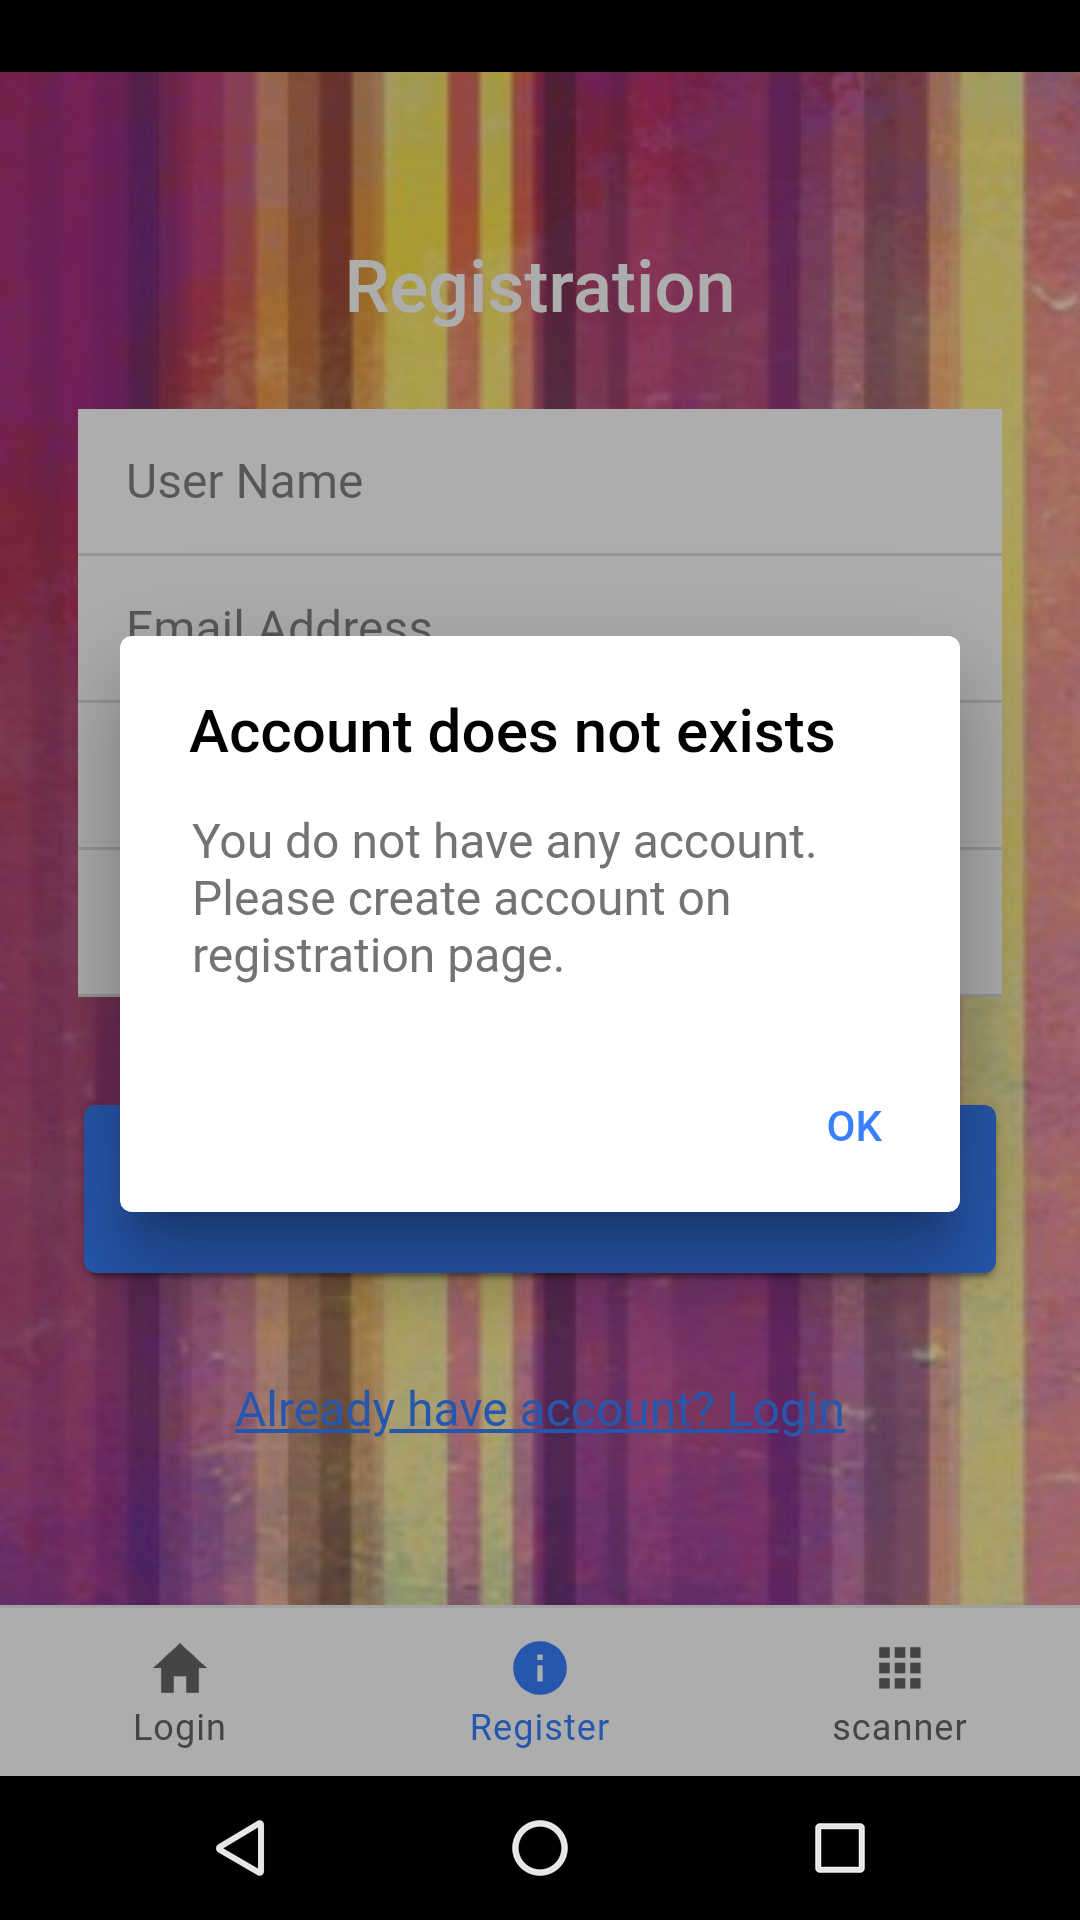 Registration
User Name
Email Address
Account does not exists
You do not have any account.
Please create account on
registration page.
OK
Already have account? Login
Login
Register
scanner